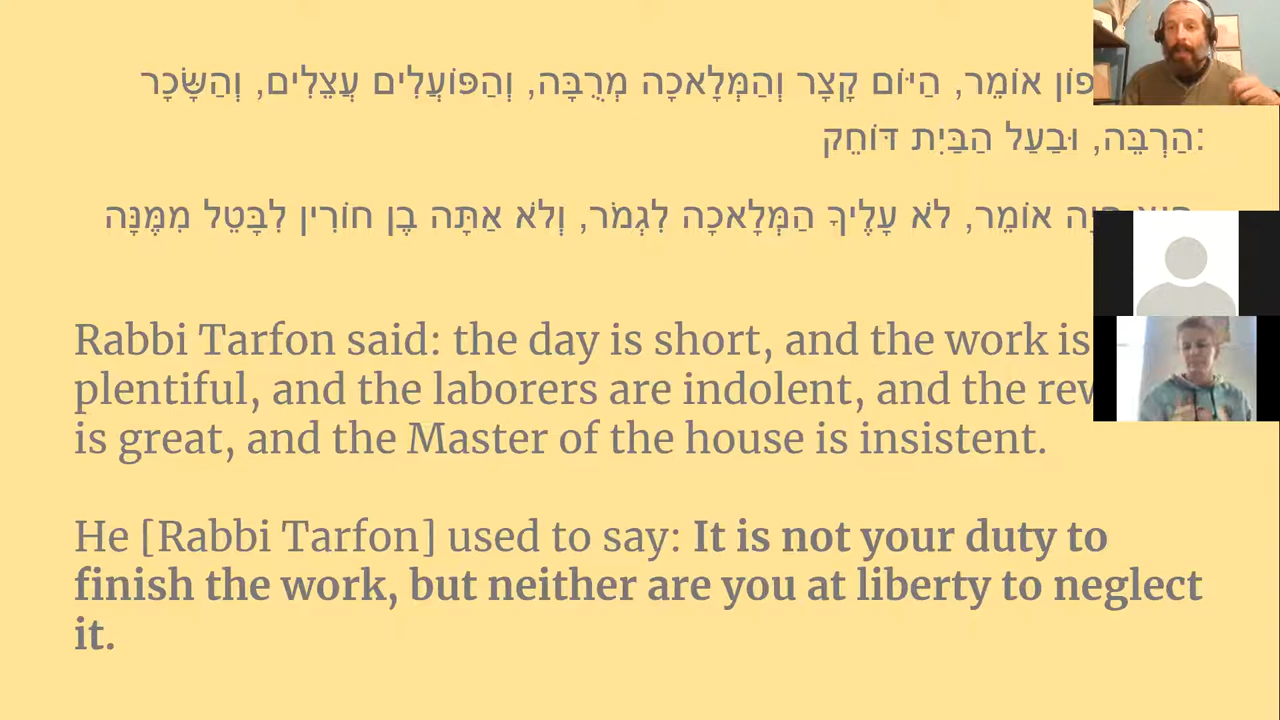 אוֹמֵר, הַיּוֹם קָצָר וְהַמְּלָאכָה מְרֻבָּה, וְהַפּוֹעֲלִים עֲצֵלִים, וְהַשָּׂכָר
הַרְבֵּה, וּבַעַל הַבַּיִת דּוֹחֵק:
אוֹמֵר, לֹא עָלֶיךָ הַמְּלָאכָה לִגְמֹר, וְלֹא אַתָּה בֶן חוֹרִין לִבָּטֵל מִמֶּנָּה
Rabbi Tarfon said: the day is short, and the work is
plentiful, and the laborers are indolent, and the
is great, and the Master of the house is insistent.
He [Rabbi Tarfon] used to say: It is not your duty to
finish the work, but neither are you at liberty to neglect
it.